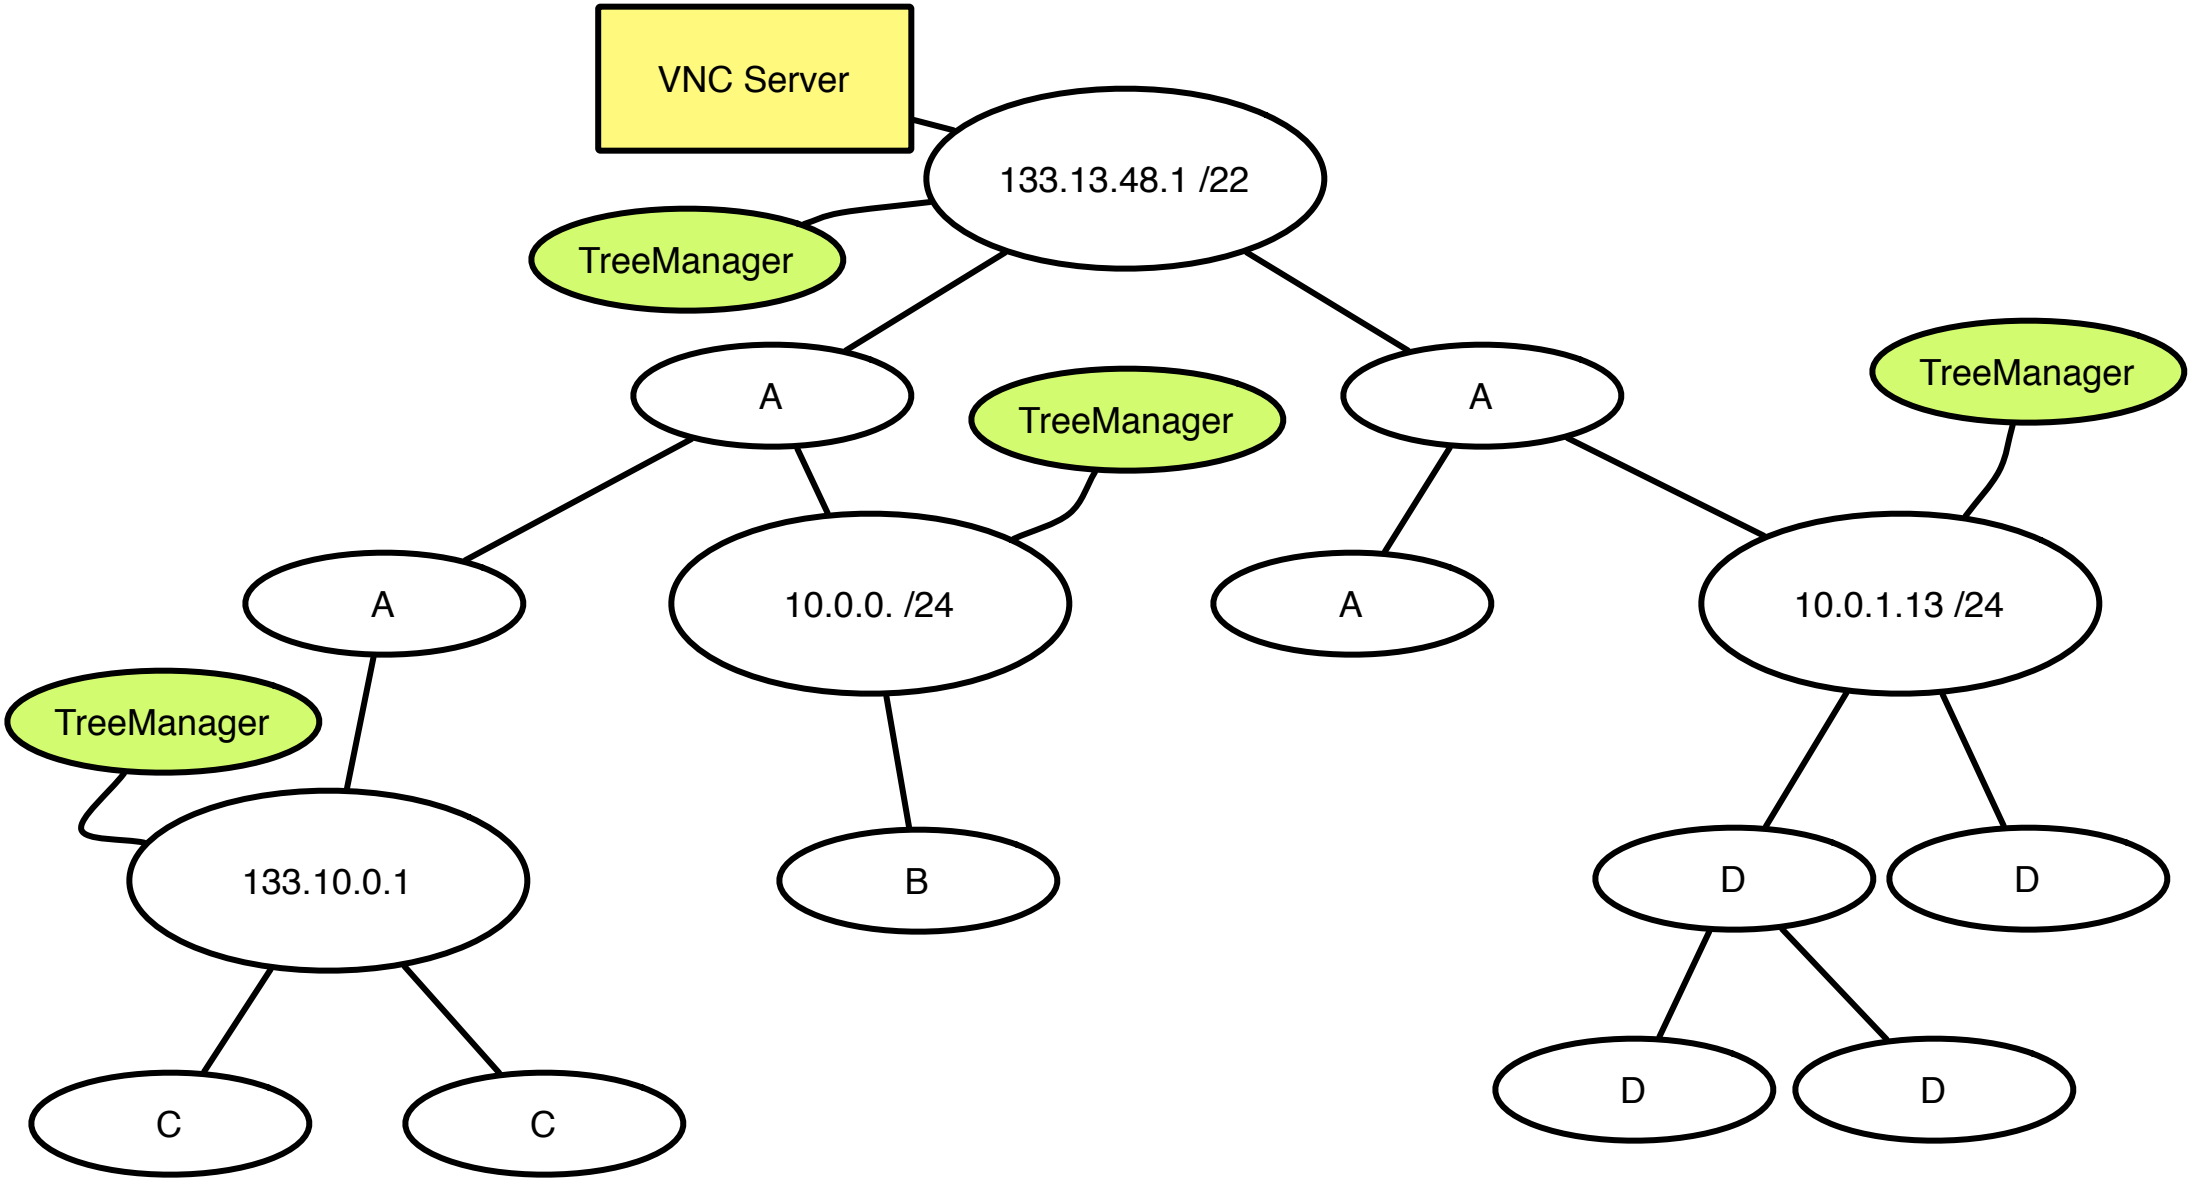 VNC Server
133.13.48.1 /22
TreeManager
TreeManager
A
A
TreeManager
A
10.0.0. /24
A
10.0.1.13 /24
TreeManager
133.10.0.1
B
D
D
D
D
C
C